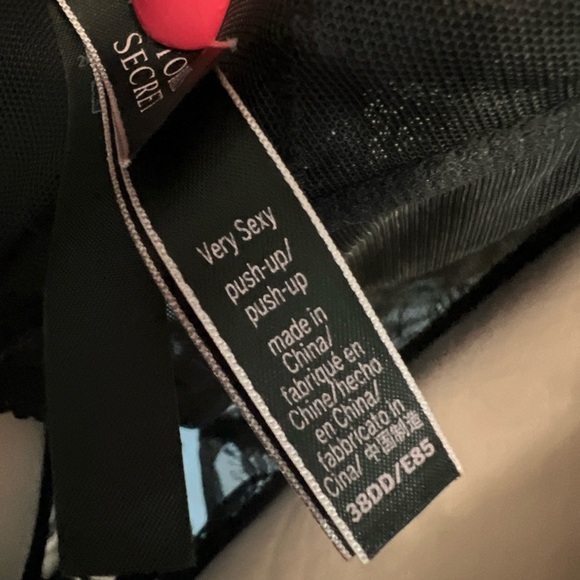 SECRET
Very Sexy
push-up/
push-up
made in
China/
fabriqué en
Chine/hecho
en China/
fabbricato in
Cina/ 中国制造
38DD/E85